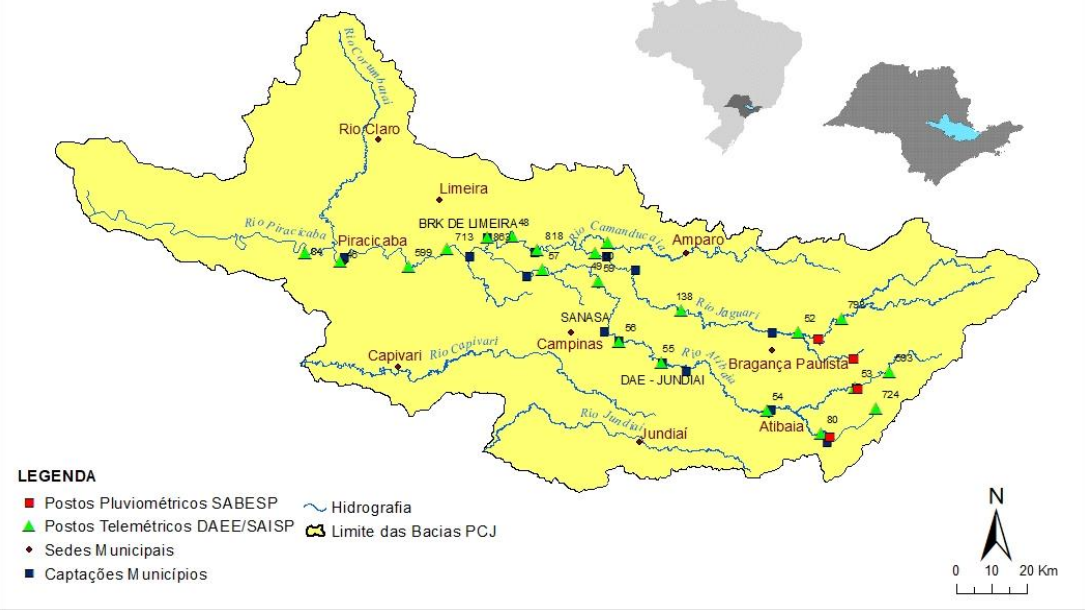 Rio Corumbataí
Rio Claro
Limeira
BRK DE LIMEIRA
48
Rio Piracicaba
Piracicaba
84
599
713
818
Rio Camanducaia
Amparo
57
49
59
138
Rio Jaguari
52
SANASA
56
Campinas
Rio Capivari
Capivari
55
Rio Atibaia
Bragança Paulista
593
DAE - JUNDIAI
53
54
724
Rio Jundiaí
Jundiaí
Atibaia
80
LEGENDA
Postos Pluviométricos SABESP
Postos Telemétricos DAEE/SAISP
Sedes Municipais
Captações Municípios
Hidrografia
Limite das Bacias PCJ
N
0 10 20 Km